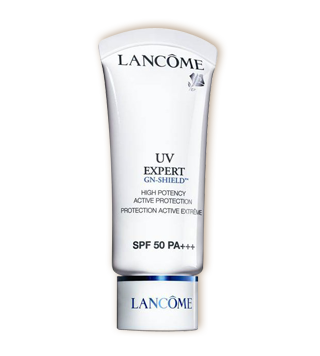 LANCÔME
UV
EXPERT
GN-SHIELD™
HIGH POTENCY
ACTIVE PROTECTION
PROTECTION ACTIVE EXTRÊME
SPF 50 PA+++
LANCÔME